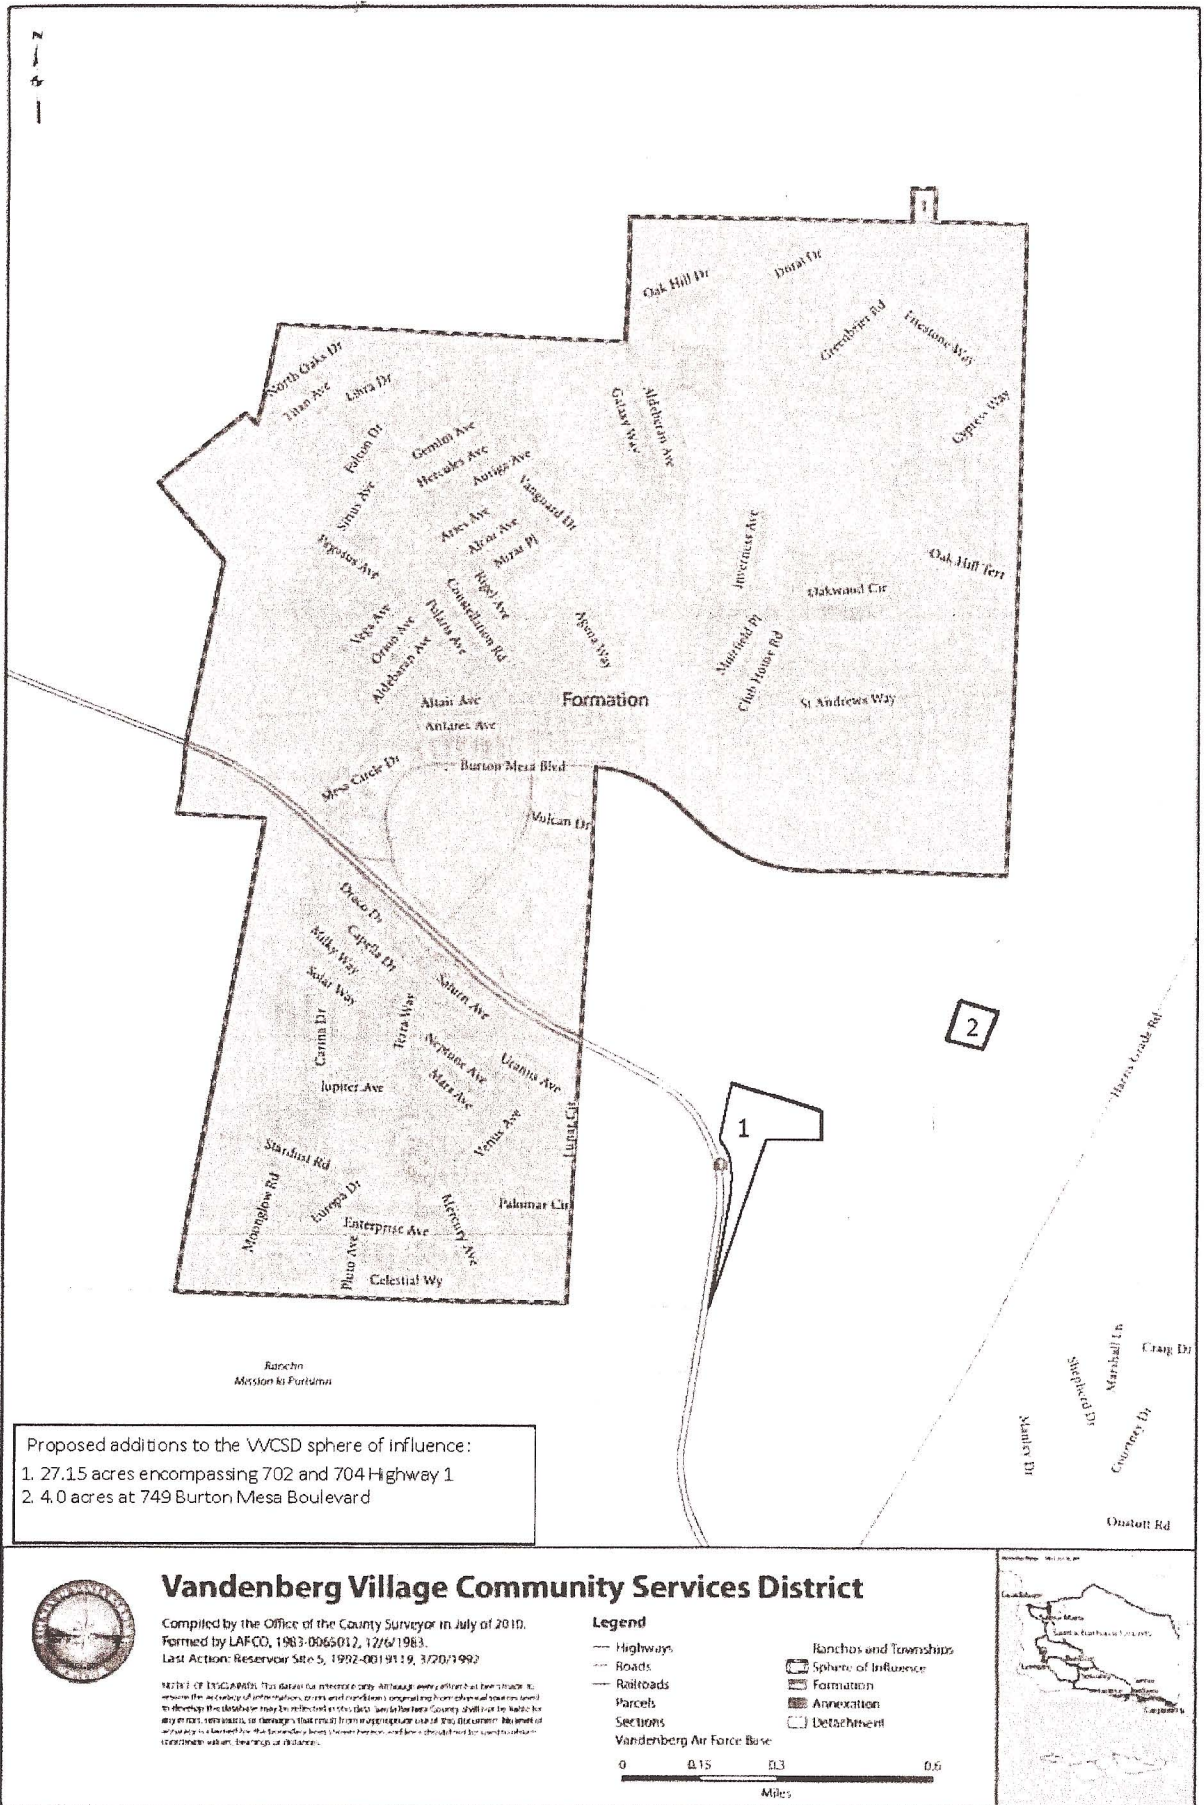 N
1
Oak Hill Dr
Doral Dr
Greenbrier Rd
Firestone Way
North Oaks Dr
Titan Ave
Libra Dr
Galaxy Way
Aldeberan Ave
Cypress Way
Falcon Dr
Gemini Ave
Hercules Ave
Auriga Ave
Sirius Ave
Vanguard Dr
Aries Ave
Alcor Ave
Mizar Pl
Pegasus Ave
Inverness Ave
Oak Hill Terr
Oakwood Cir
Rigel Ave
Constellation Rd
Polaris Ave
Vega Ave
Orion Ave
Aldebaran Ave
Agena Way
Muirfield Pl
Club House Rd
Altair Ave
Formation
St Andrews Way
Antares Ave
Burton Mesa Blvd
Mesa Circle Dr
Vulcan Dr
Draco Dr
Capella Dr
Milky Way
Solar Way
Saturn Ave
Carina Dr
Terra Way
Neptune Ave
Uranus Ave
Mars Ave
Jupiter Ave
Venus Ave
Lunar Cir
2
Harris Grade Rd
1
Stardust Rd
Moonglow Rd
Europa Dr
Enterprise Ave
Mercury Ave
Palomar Cir
Pluto Ave
Celestial Wy
Rancho
Mission la Purisima
Marshall Ln
Craig Dr
Shepherd Dr
Manley Dr
Courtney Dr
Onstott Rd
Proposed additions to the VVCSD sphere of influence:
1. 27.15 acres encompassing 702 and 704 Highway 1
2. 4.0 acres at 749 Burton Mesa Boulevard
Vandenberg Village Community Services District
Compiled by the Office of the County Surveyor in July of 2010.
Formed by LAFCO, 1983-0065012, 12/6/1983.
Last Action: Reservoir Site 5, 1992-0019119, 3/20/1992
Legend
Highways
Roads
Railroads
Parcels
Sections
Vandenberg Air Force Base
Ranchos and Townships
Sphere of Influence
Formation
Annexation
Detachment
0 0.15 0.3 0.6
Miles